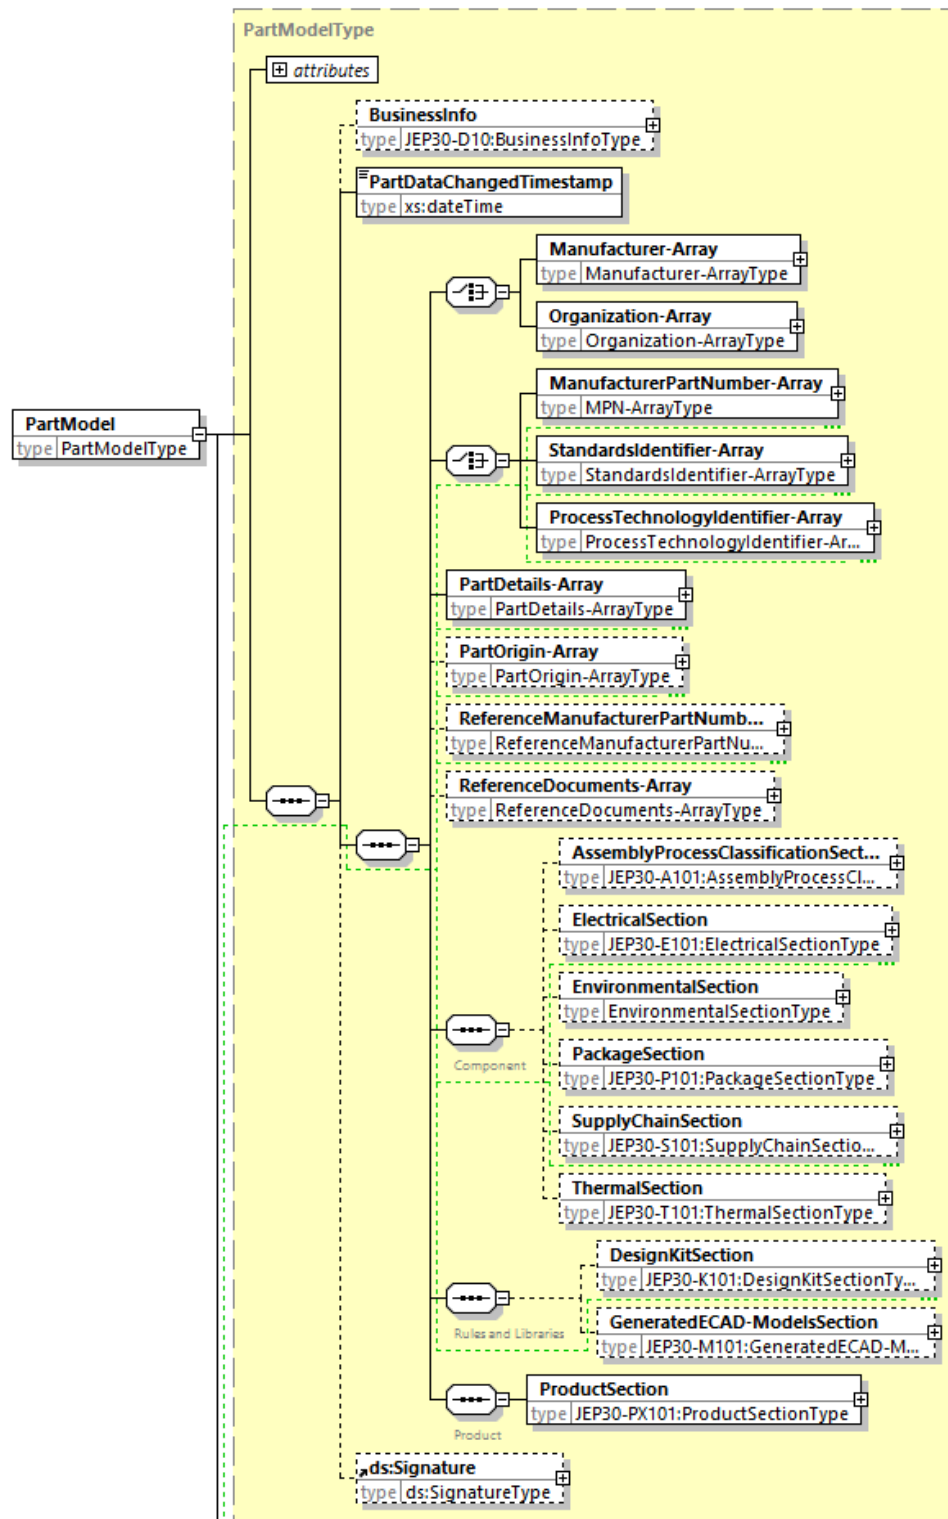 PartModelType
attributes
BusinessInfo
type JEP30-D10:BusinessInfoType
PartDataChangedTimestamp
type xs:dateTime
Manufacturer-Array
type Manufacturer-ArrayType
Organization-Array
type Organization-ArrayType
ManufacturerPartNumber-Array
type MPN-ArrayType
PartModel
type PartModelType
StandardsIdentifier-Array
type StandardsIdentifier-ArrayType
ProcessTechnologyIdentifier-Array
type ProcessTechnologyIdentifier-Ar...
PartDetails-Array
type PartDetails-ArrayType
PartOrigin-Array
type PartOrigin-ArrayType
ReferenceManufacturerPartNumb...
type ReferenceManufacturerPartNu...
ReferenceDocuments-Array
type ReferenceDocuments-ArrayType
AssemblyProcessClassificationSect...
type JEP30-A101:AssemblyProcessCl...
ElectricalSection
type JEP30-E101:ElectricalSectionType
EnvironmentalSection
type EnvironmentalSectionType
PackageSection
type JEP30-P101:PackageSectionType
Component
SupplyChainSection
type JEP30-S101:SupplyChainSectio...
ThermalSection
type JEP30-T101:ThermalSectionType
DesignKitSection
type JEP30-K101:DesignKitSectionTy...
GeneratedECAD-ModelsSection
type JEP30-M101:GeneratedECAD-M...
Rules and Libraries
ProductSection
type JEP30-PX101:ProductSectionType
Product
ds:Signature
type ds:SignatureType